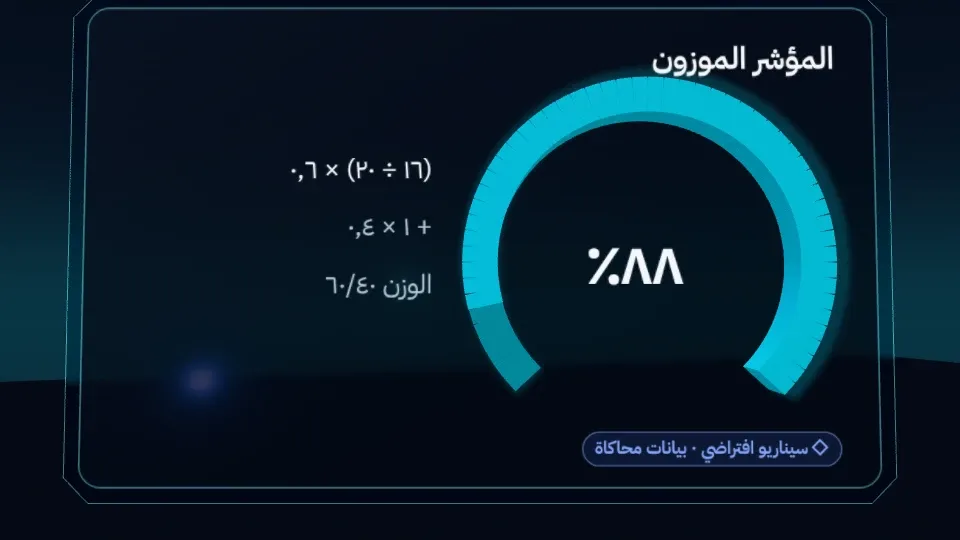 المؤشر الموزون
(١٦ ÷ ٢٠) × ٠,٦
+ ١ × ٠,٤
الوزن ٦٠/٤٠
٨٨٪
سيناريو افتراضي · بيانات محاكاة